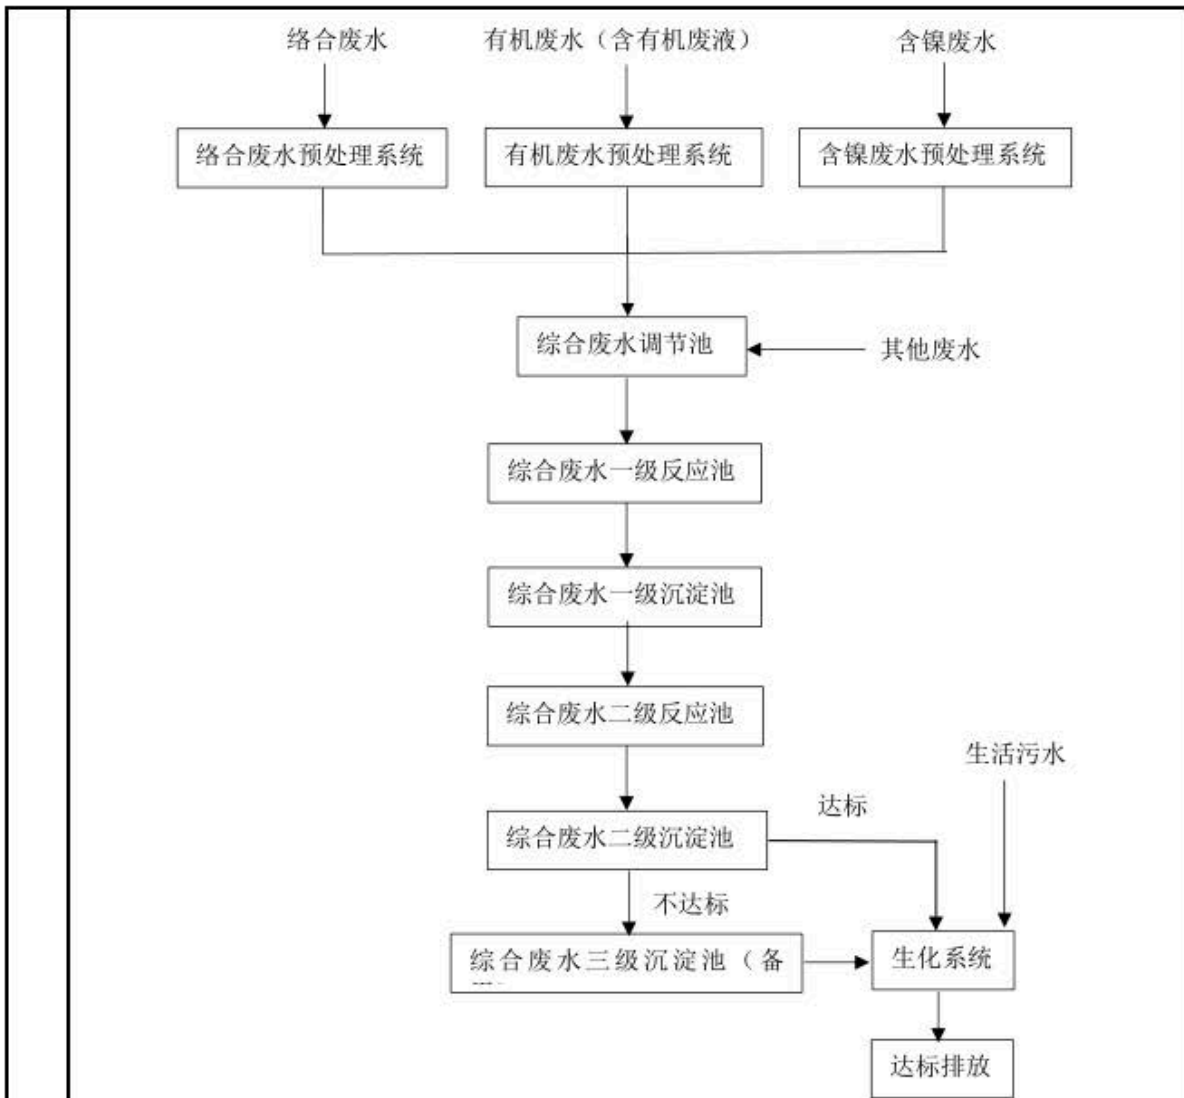 络合废水
有机废水（含有机废液）
含镍废水
络合废水预处理系统
有机废水预处理系统
含镍废水预处理系统
综合废水调节池
其他废水
综合废水一级反应池
综合废水一级沉淀池
综合废水二级反应池
生活污水
达标
综合废水二级沉淀池
不达标
综合废水三级沉淀池（备
生化系统
达标排放